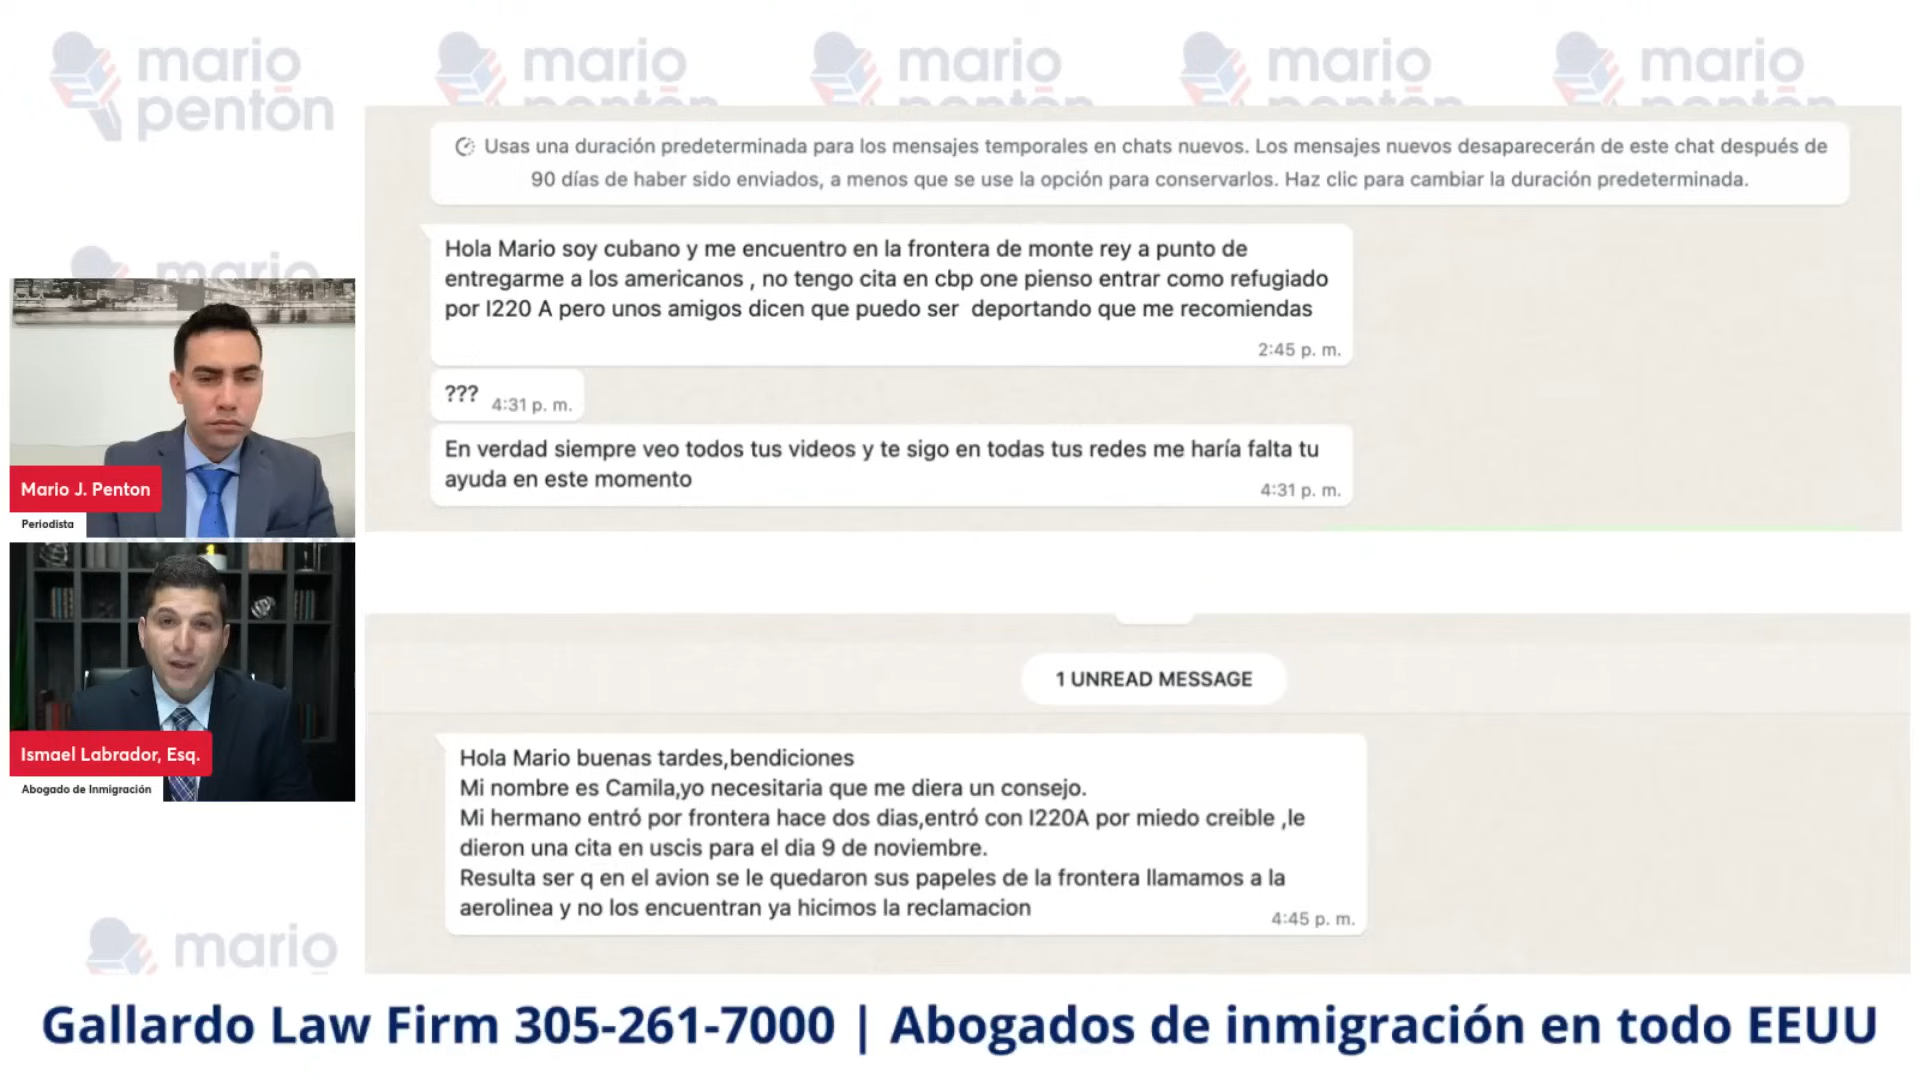 mario
penton
mario
penton
mario
penton
mario
penton
mario
penton
Usas una duración predeterminada para los mensajes temporales en chats nuevos. Los mensajes nuevos desaparecerán de este chat después de
90 días de haber sido enviados, a menos que se use la opción para conservarlos. Haz clic para cambiar la duración predeterminada.
Hola Mario soy cubano y me encuentro en la frontera de monte rey a punto de
entregarme a los americanos , no tengo cita en cbp one pienso entrar como refugiado
por I220 A pero unos amigos dicen que puedo ser  deportando que me recomiendas
2:45 p. m.
???
4:31 p. m.
En verdad siempre veo todos tus videos y te sigo en todas tus redes me haría falta tu
ayuda en este momento
4:31 p. m.
mario
Mario J. Penton
Periodista
Ismael Labrador, Esq.
Abogado de Inmigración
1 UNREAD MESSAGE
Hola Mario buenas tardes,bendiciones
Mi nombre es Camila,yo necesitaria que me diera un consejo.
Mi hermano entró por frontera hace dos dias,entró con I220A por miedo creible ,le
dieron una cita en uscis para el dia 9 de noviembre.
Resulta ser q en el avion se le quedaron sus papeles de la frontera llamamos a la
aerolinea y no los encuentran ya hicimos la reclamacion
4:45 p. m.
mario
Gallardo Law Firm 305-261-7000 | Abogados de inmigración en todo EEUU